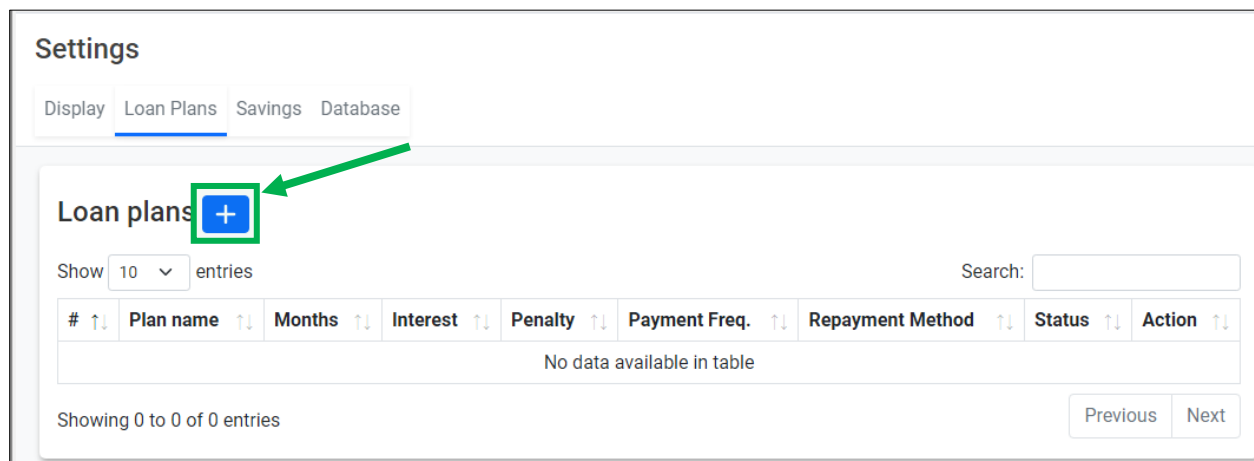 Settings
Display Loan Plans Savings Database
Loan plans +
Show 10 entries Search:
# Plan name Months Interest Penalty Payment Freq. Repayment Method Status Action
No data available in table
Showing 0 to 0 of 0 entries Previous Next